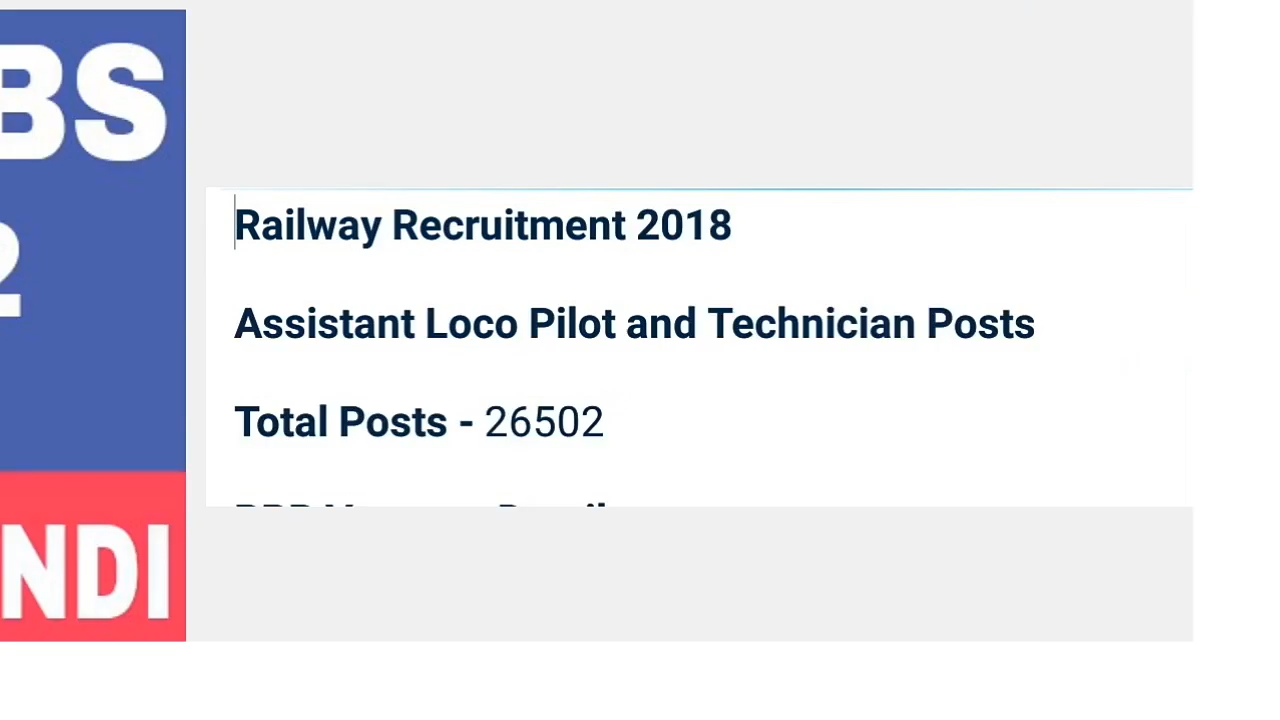 BS
2
NDI
Railway Recruitment 2018
Assistant Loco Pilot and Technician Posts
Total Posts - 26502